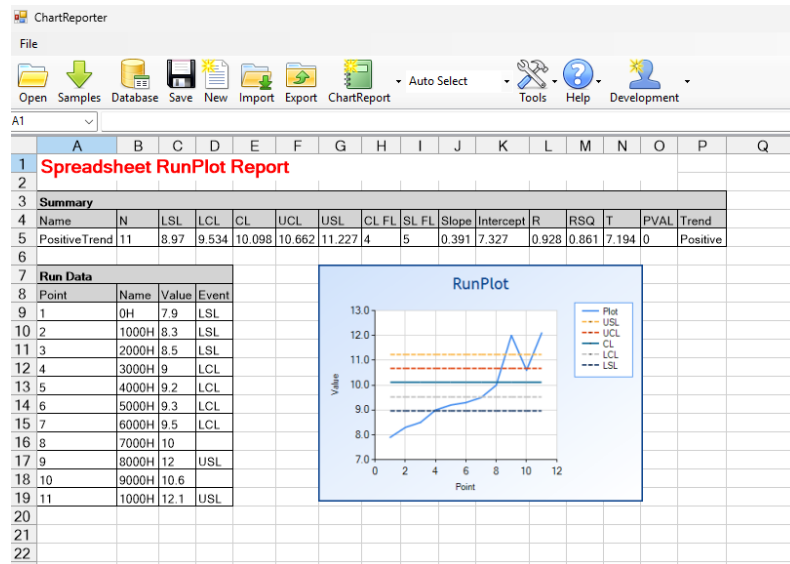 ChartReporter
File
Open Samples Database Save New Import Export ChartReport Auto Select Tools Help Development
A1
A B C D E F G H I J K L M N O P Q
1 Spreadsheet RunPlot Report
2
3 Summary
4 Name N LSL LCL CL UCL USL CL FL SL FL Slope Intercept R RSQ T PVAL Trend
5 PositiveTrend 11 8.97 9.534 10.098 10.662 11.227 4 5 0.391 7.327 0.928 0.861 7.194 0 Positive
6
7 Run Data
8 Point Name Value Event
9 1 0H 7.9 LSL
10 2 1000H 8.3 LSL
11 3 2000H 8.5 LSL
12 4 3000H 9 LCL
13 5 4000H 9.2 LCL
14 6 5000H 9.3 LCL
15 7 6000H 9.5 LCL
16 8 7000H 10
17 9 8000H 12 USL
18 10 9000H 10.6
19 11 1000H 12.1 USL
20
21
22
RunPlot
13.0
12.0
11.0
10.0
9.0
8.0
7.0
Value
0 2 4 6 8 10 12
Point
Plot
USL
UCL
CL
LCL
LSL